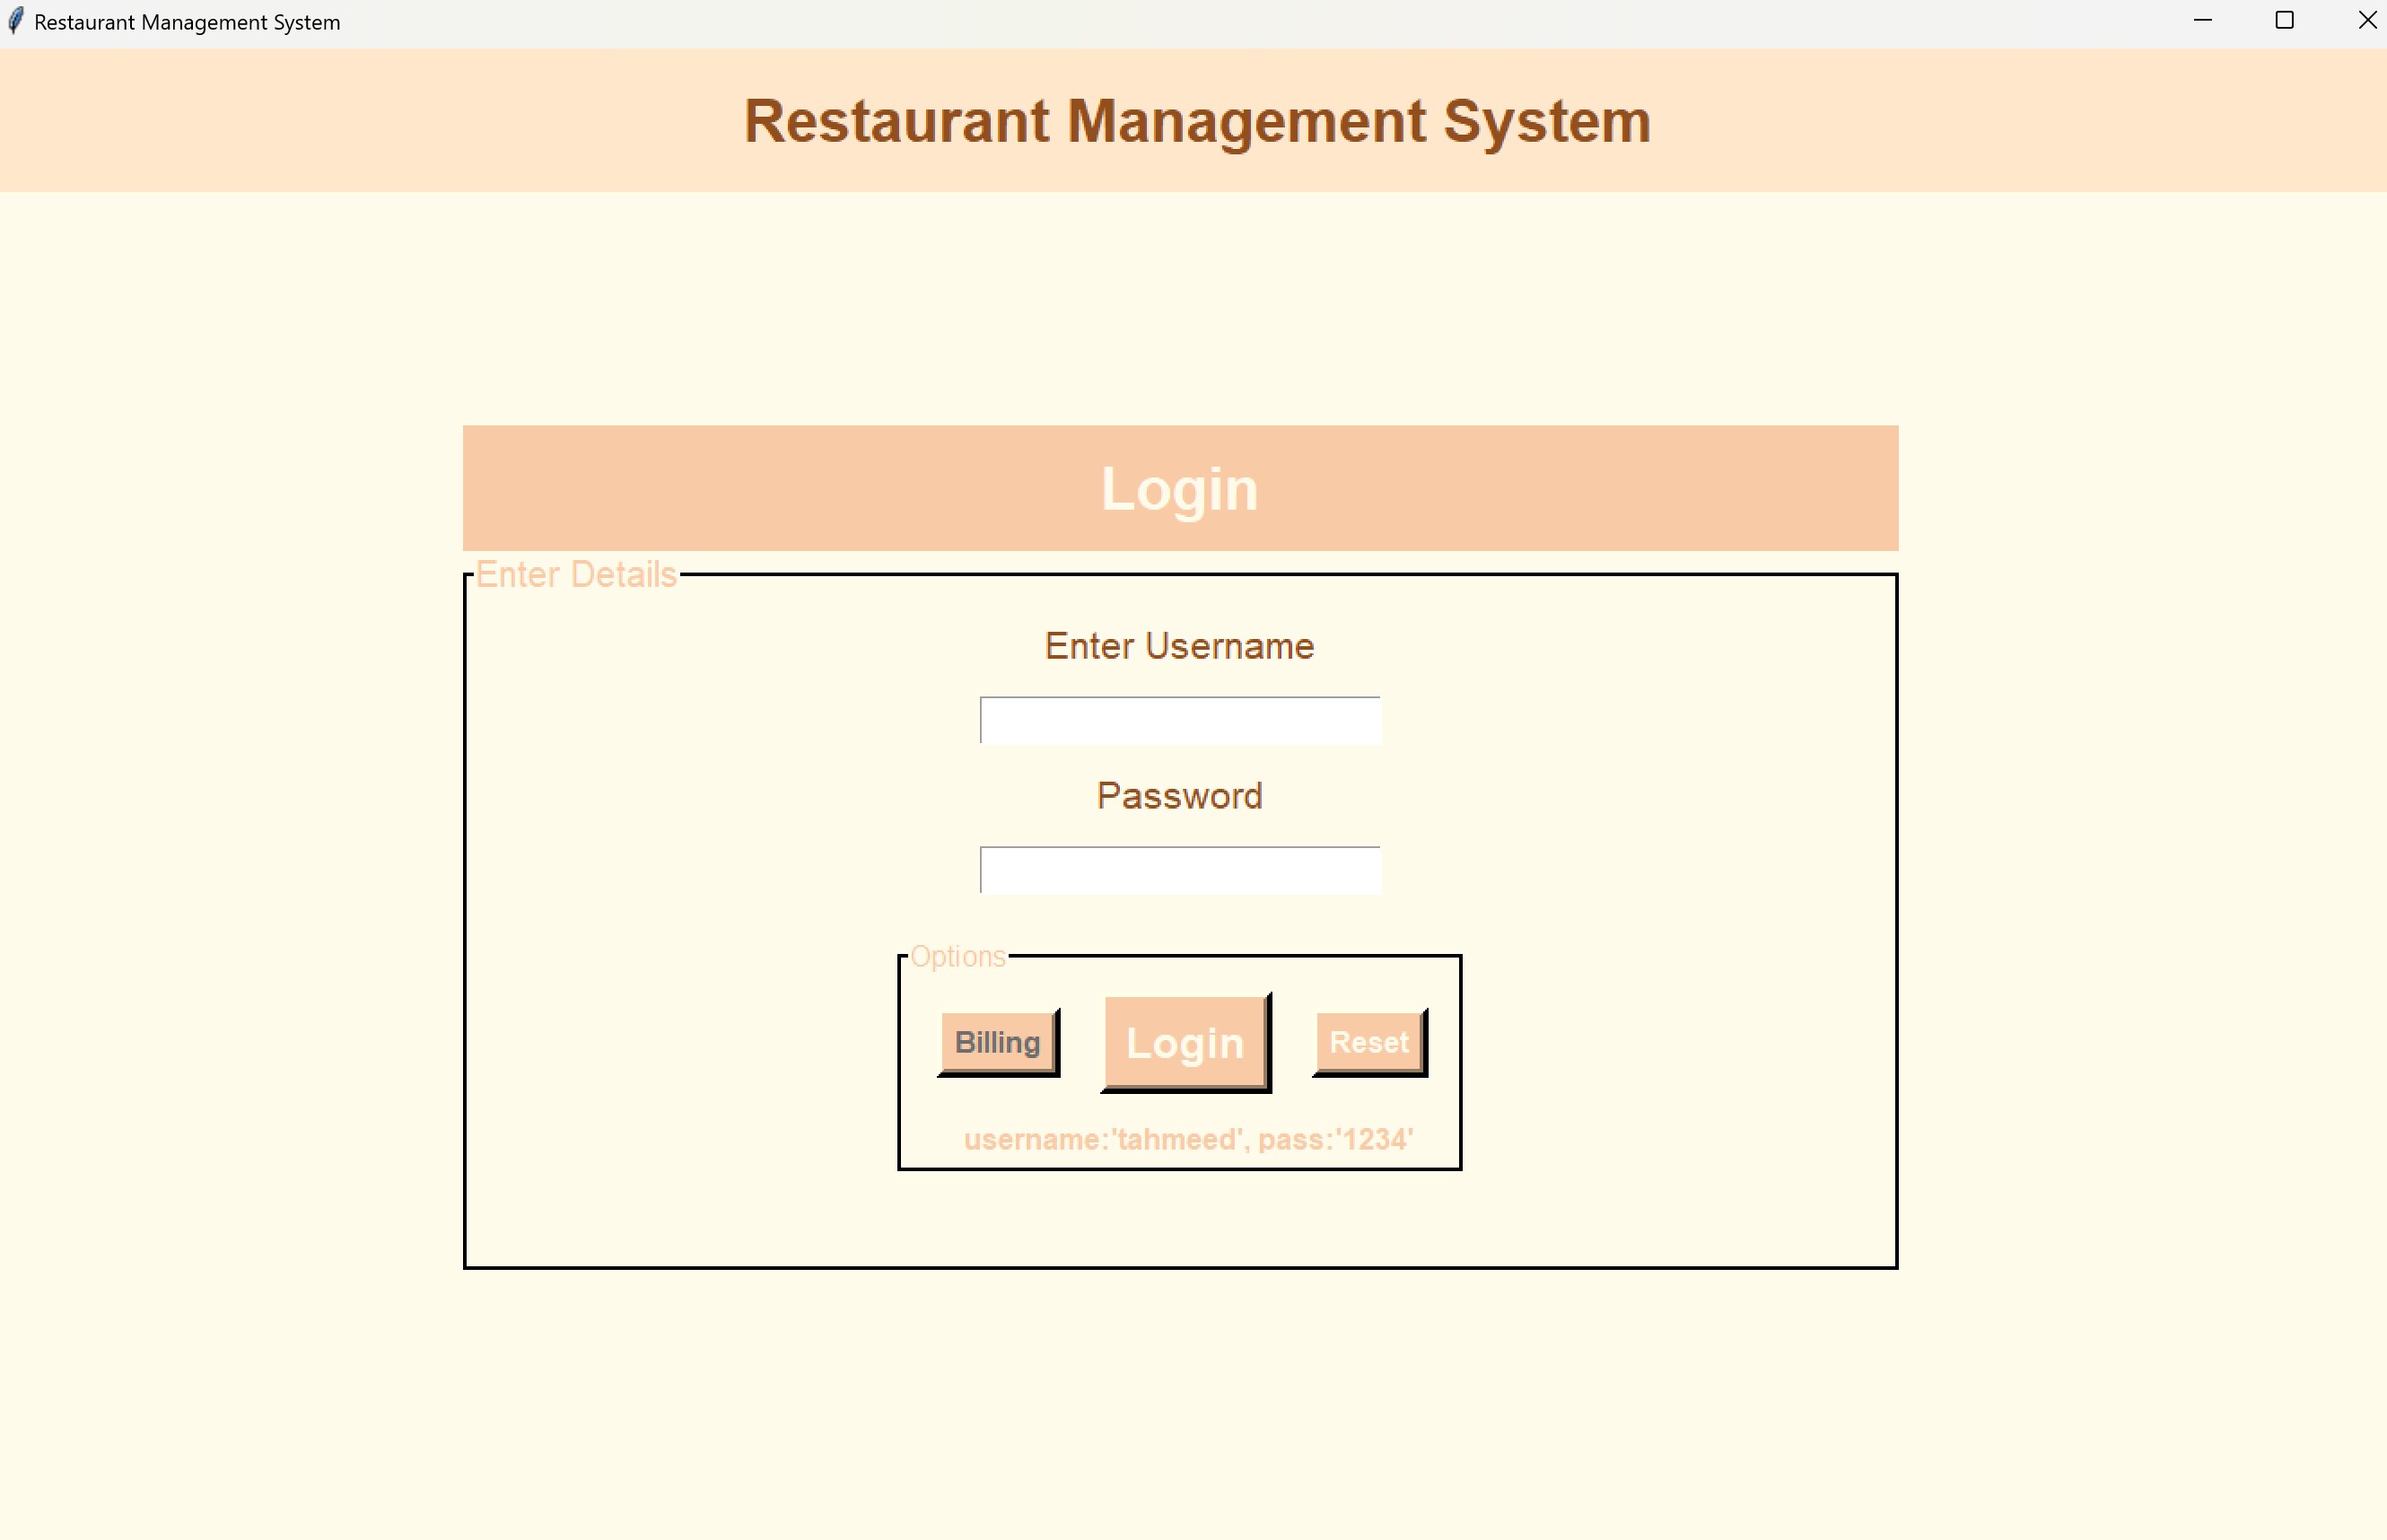 Restaurant Management System
Restaurant Management System
Login
Enter Details
Enter Username
Password
Options
Billing Login Reset
username:'tahmeed', pass:'1234'